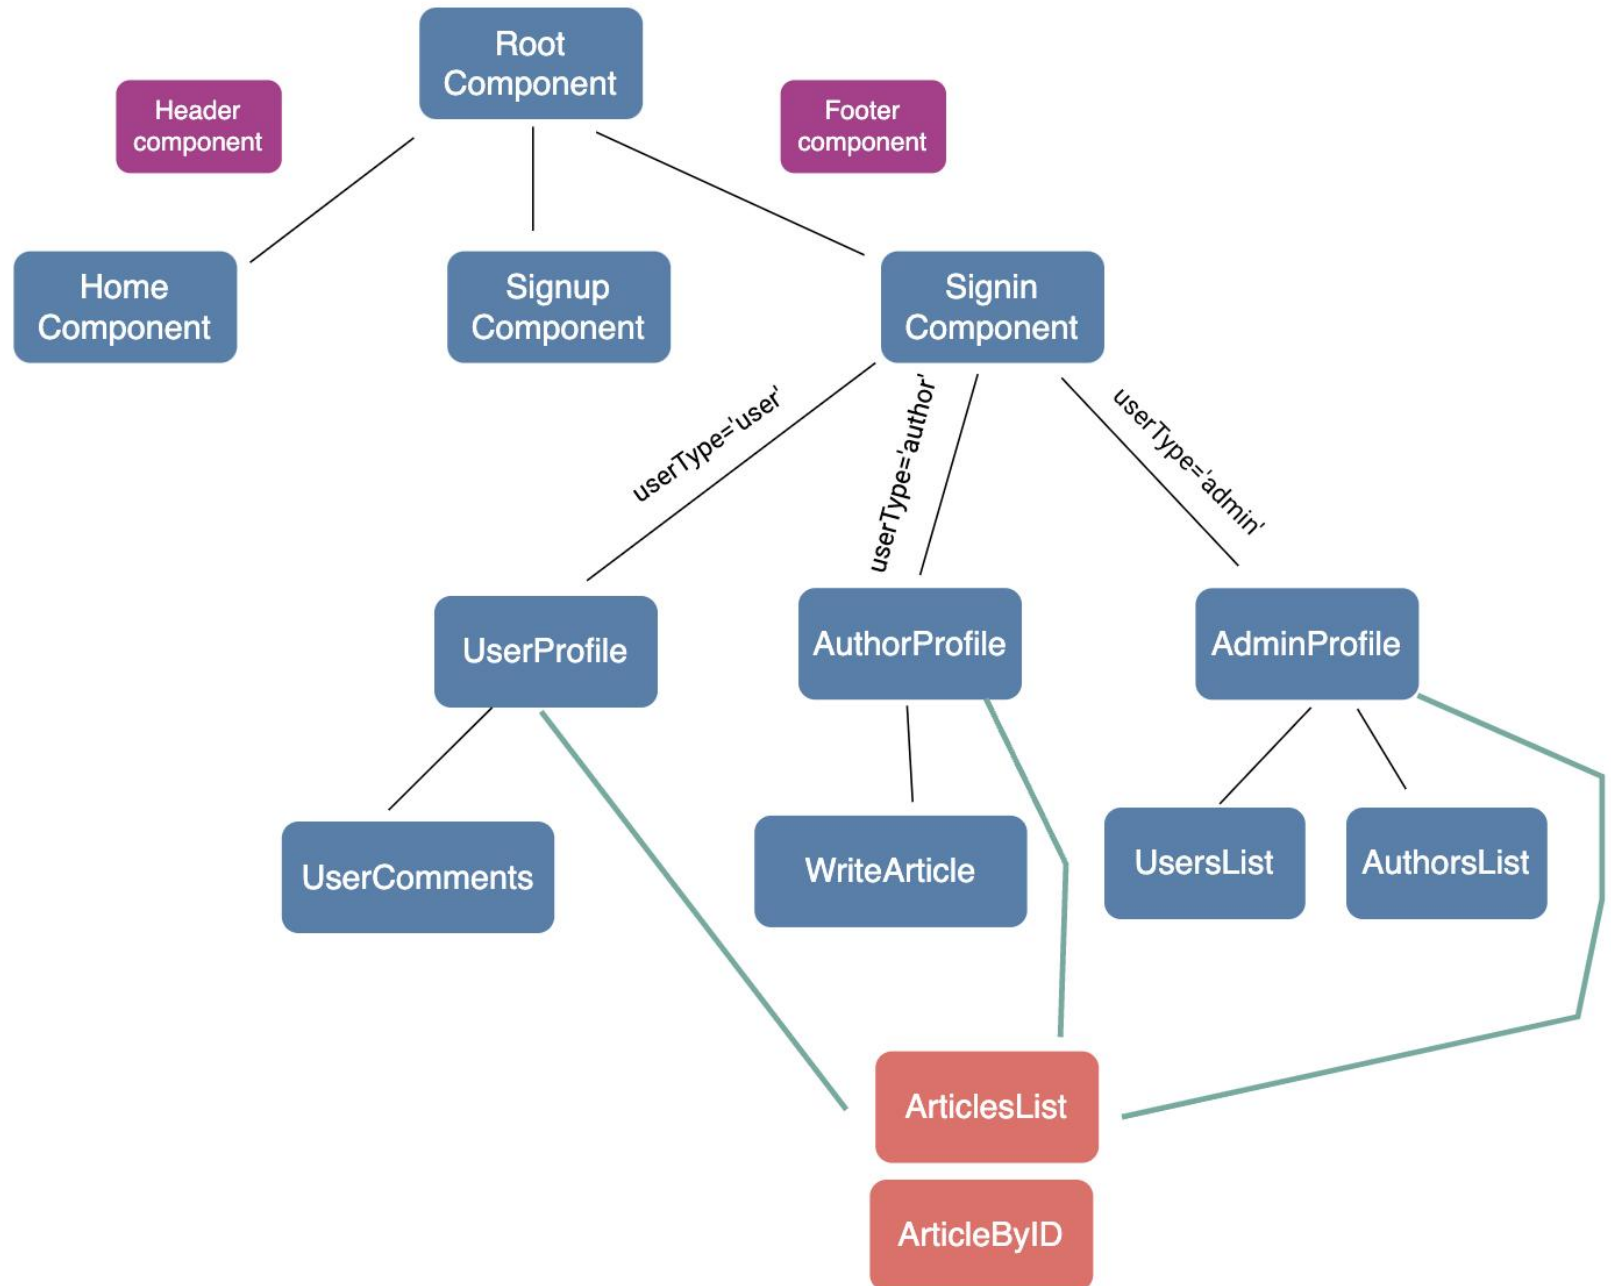 Root
Component
Header
component
Footer
component
Home
Component
Signup
Component
Signin
Component
userType='user'
userType='author'
userType='admin'
UserProfile
AuthorProfile
AdminProfile
UserComments
WriteArticle
UsersList
AuthorsList
ArticlesList
ArticleByID